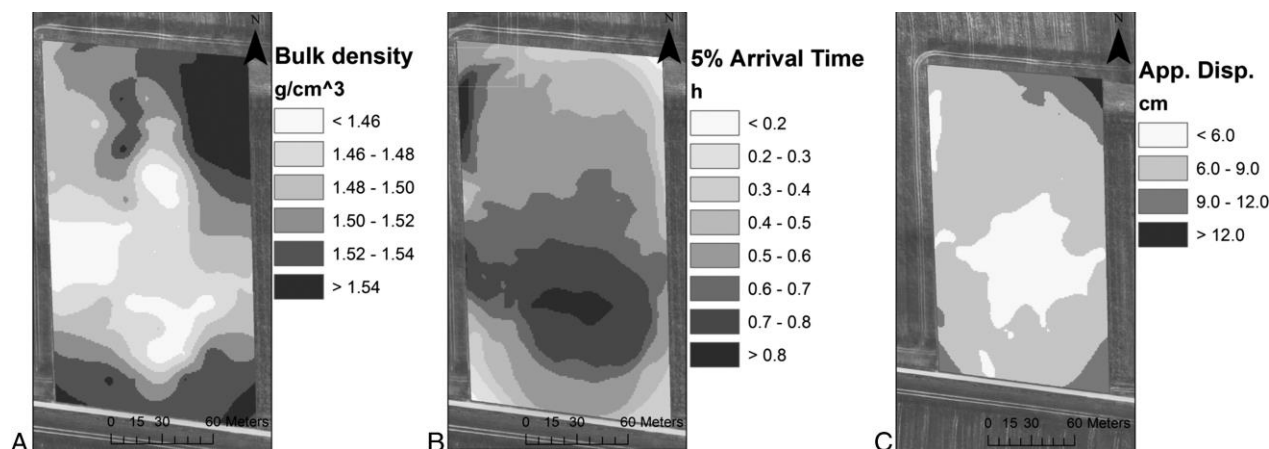 N
Bulk density
g/cm^3
< 1.46
1.46 - 1.48
1.48 - 1.50
1.50 - 1.52
1.52 - 1.54
> 1.54
0 15 30 60 Meters
A
N
5% Arrival Time
h
< 0.2
0.2 - 0.3
0.3 - 0.4
0.4 - 0.5
0.5 - 0.6
0.6 - 0.7
0.7 - 0.8
> 0.8
0 15 30 60 Meters
B
N
App. Disp.
cm
< 6.0
6.0 - 9.0
9.0 - 12.0
> 12.0
0 15 30 60 Meters
C